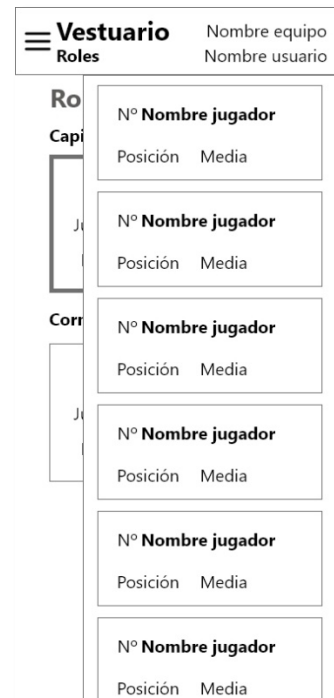 Vestuario
Roles
Nombre equipo
Nombre usuario
Ro
Capi
Corr
Nº Nombre jugador
Posición Media
Nº Nombre jugador
Posición Media
Nº Nombre jugador
Posición Media
Nº Nombre jugador
Posición Media
Nº Nombre jugador
Posición Media
Nº Nombre jugador
Posición Media